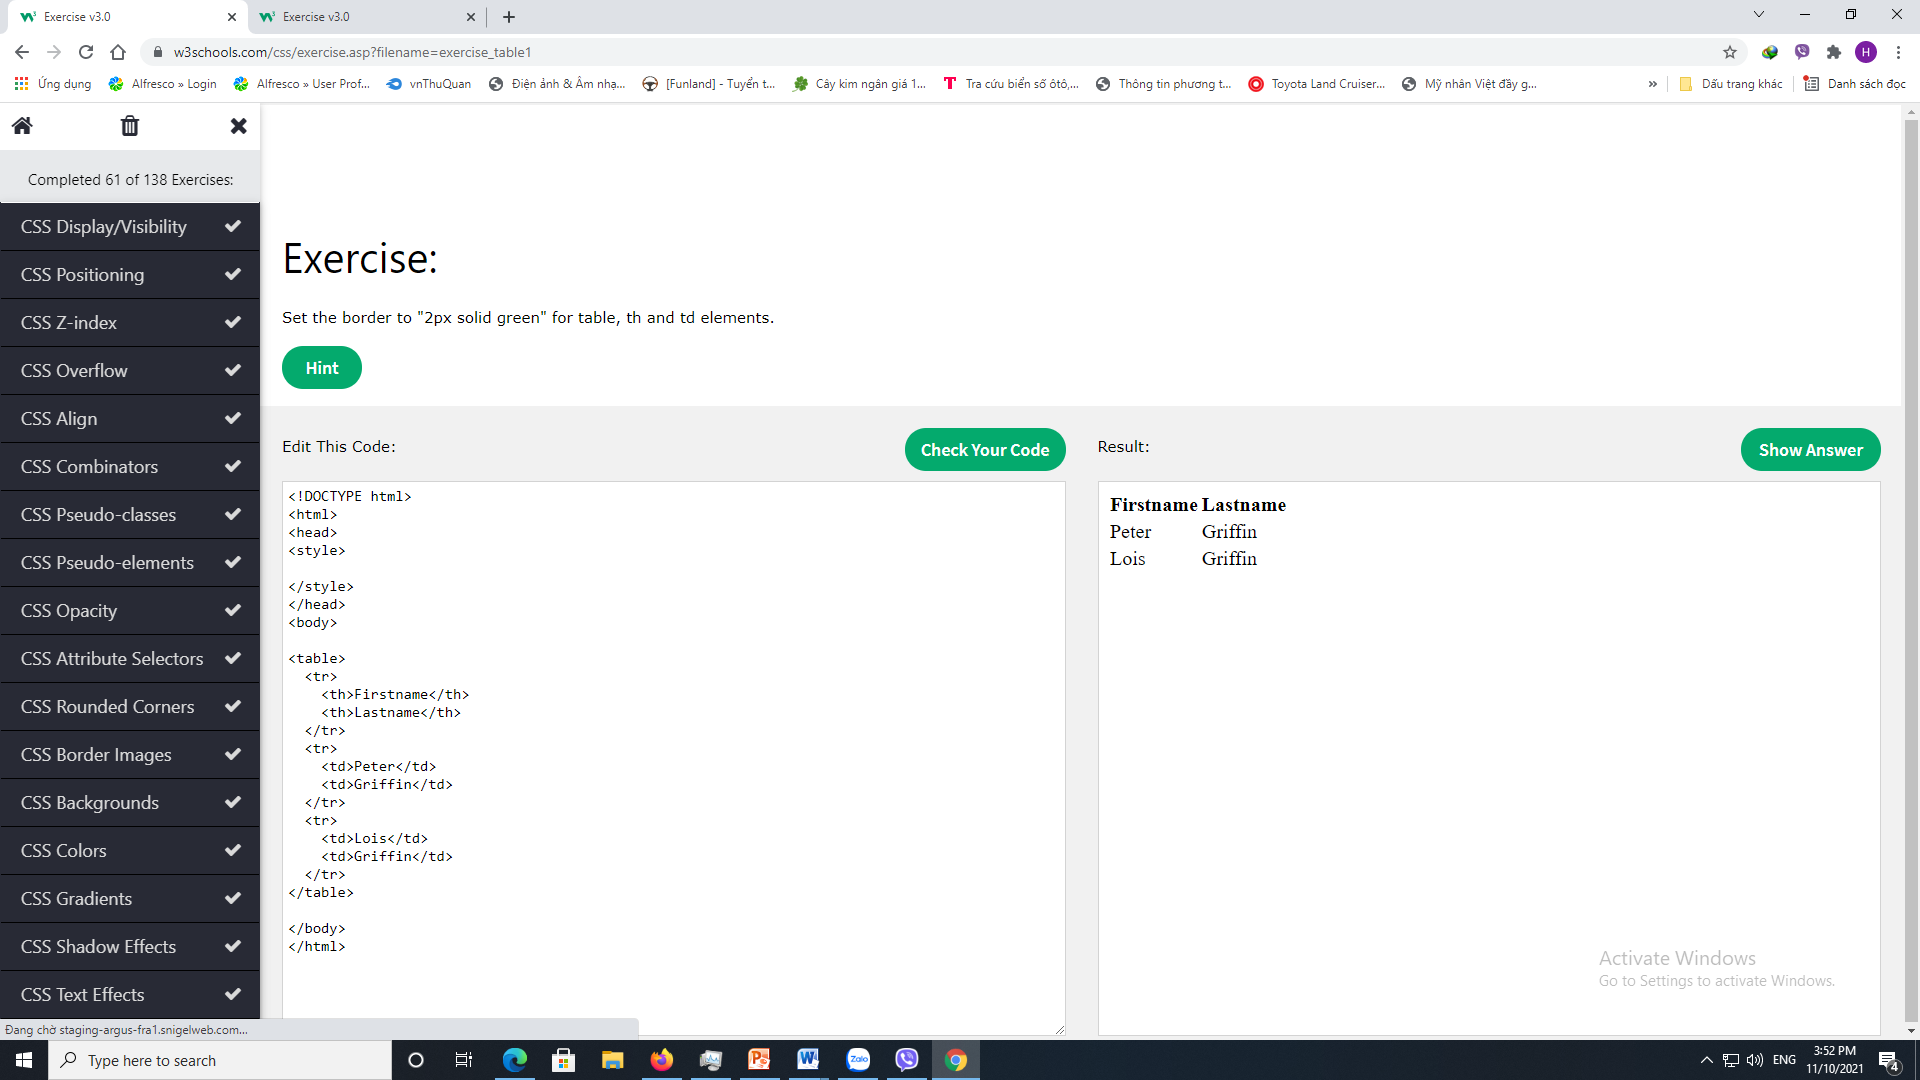 Exercise v3.0
Exercise v3.0
w3schools.com/css/exercise.asp?filename=exercise_table1
H
Ứng dụng
Alfresco » Login
Alfresco » User Prof...
vnThuQuan
Điện ảnh & Âm nhạ...
[Funland] - Tuyển t...
Cây kim ngân giá 1...
Tra cứu biển số ôtô,...
Thông tin phương t...
Toyota Land Cruiser...
Mỹ nhân Việt đầy g...
»
Dấu trang khác
Danh sách đọc
Completed 61 of 138 Exercises:
CSS Display/Visibility
CSS Positioning
CSS Z-index
CSS Overflow
CSS Align
CSS Combinators
CSS Pseudo-classes
CSS Pseudo-elements
CSS Opacity
CSS Attribute Selectors
CSS Rounded Corners
CSS Border Images
CSS Backgrounds
CSS Colors
CSS Gradients
CSS Shadow Effects
CSS Text Effects
Đang chờ staging-argus-fra1.snigelweb.com...
Exercise:
Set the border to "2px solid green" for table, th and td elements.
Hint
Edit This Code:
Check Your Code
<!DOCTYPE html>
<html>
<head>
<style>
</style>
</head>
<body>
<table>
<tr>
<th>Firstname</th>
<th>Lastname</th>
</tr>
<tr>
<td>Peter</td>
<td>Griffin</td>
</tr>
<tr>
<td>Lois</td>
<td>Griffin</td>
</tr>
</table>
</body>
</html>
Result:
Show Answer
Firstname Lastname
Peter Griffin
Lois Griffin
Activate Windows
Go to Settings to activate Windows.
Type here to search
Zalo
ENG
3:52 PM
11/10/2021
4